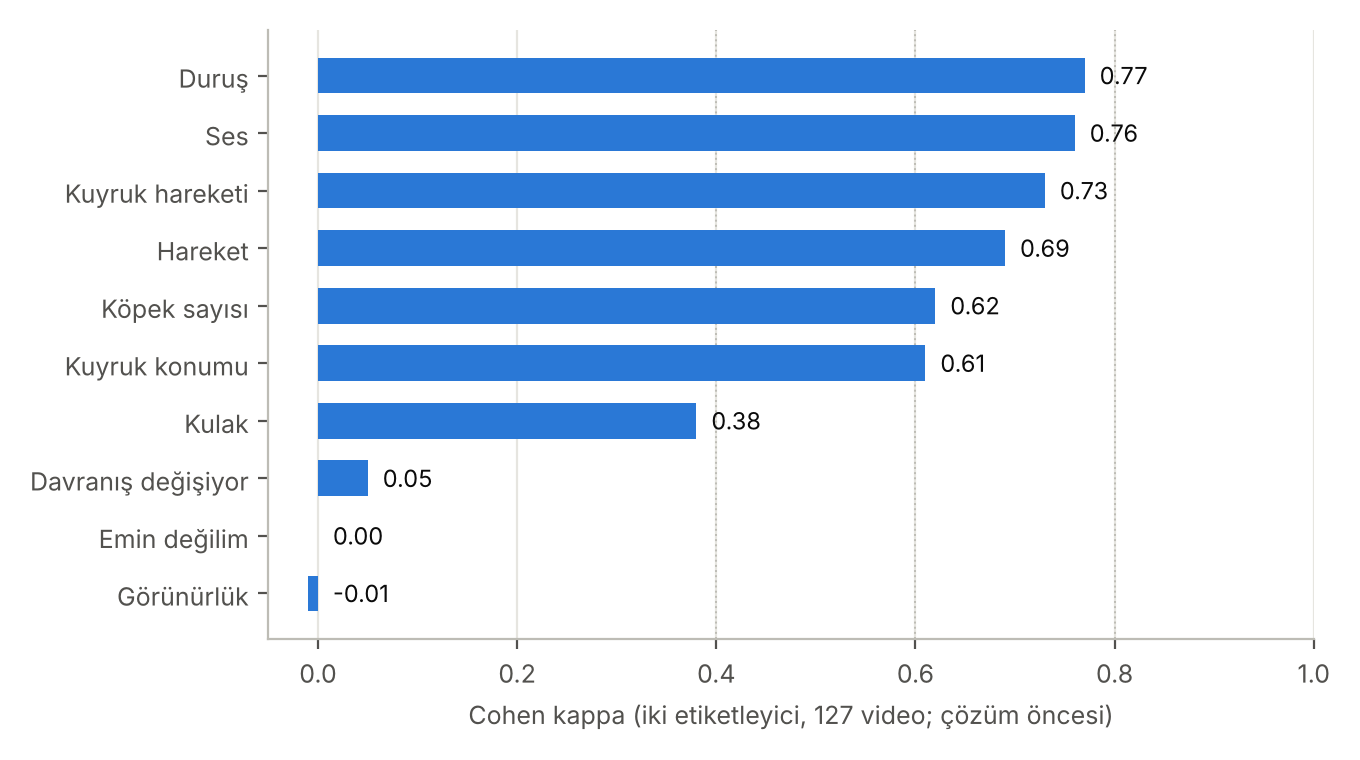 Duruş 0.77
Ses 0.76
Kuyruk hareketi 0.73
Hareket 0.69
Köpek sayısı 0.62
Kuyruk konumu 0.61
Kulak 0.38
Davranış değişiyor 0.05
Emin değilim 0.00
Görünürlük -0.01
0.0 0.2 0.4 0.6 0.8 1.0
Cohen kappa (iki etiketleyici, 127 video; çözüm öncesi)